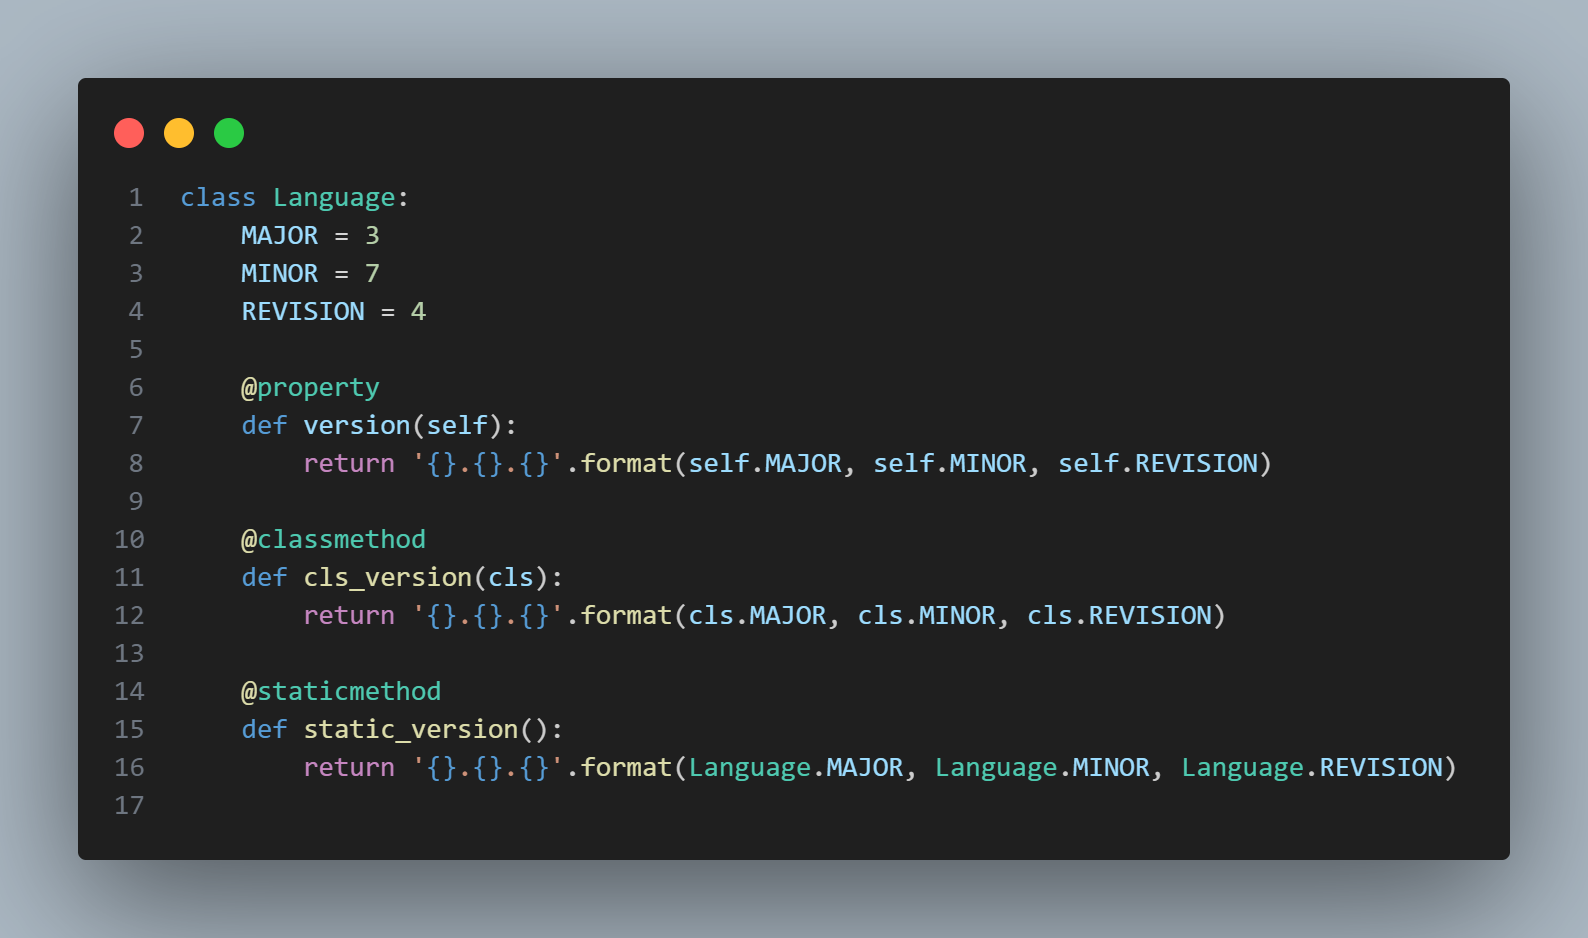 1 class Language:
2     MAJOR = 3
3     MINOR = 7
4     REVISION = 4
5
6     @property
7     def version(self):
8         return '{}.{}.{}'.format(self.MAJOR, self.MINOR, self.REVISION)
9
10     @classmethod
11     def cls_version(cls):
12         return '{}.{}.{}'.format(cls.MAJOR, cls.MINOR, cls.REVISION)
13
14     @staticmethod
15     def static_version():
16         return '{}.{}.{}'.format(Language.MAJOR, Language.MINOR, Language.REVISION)
17